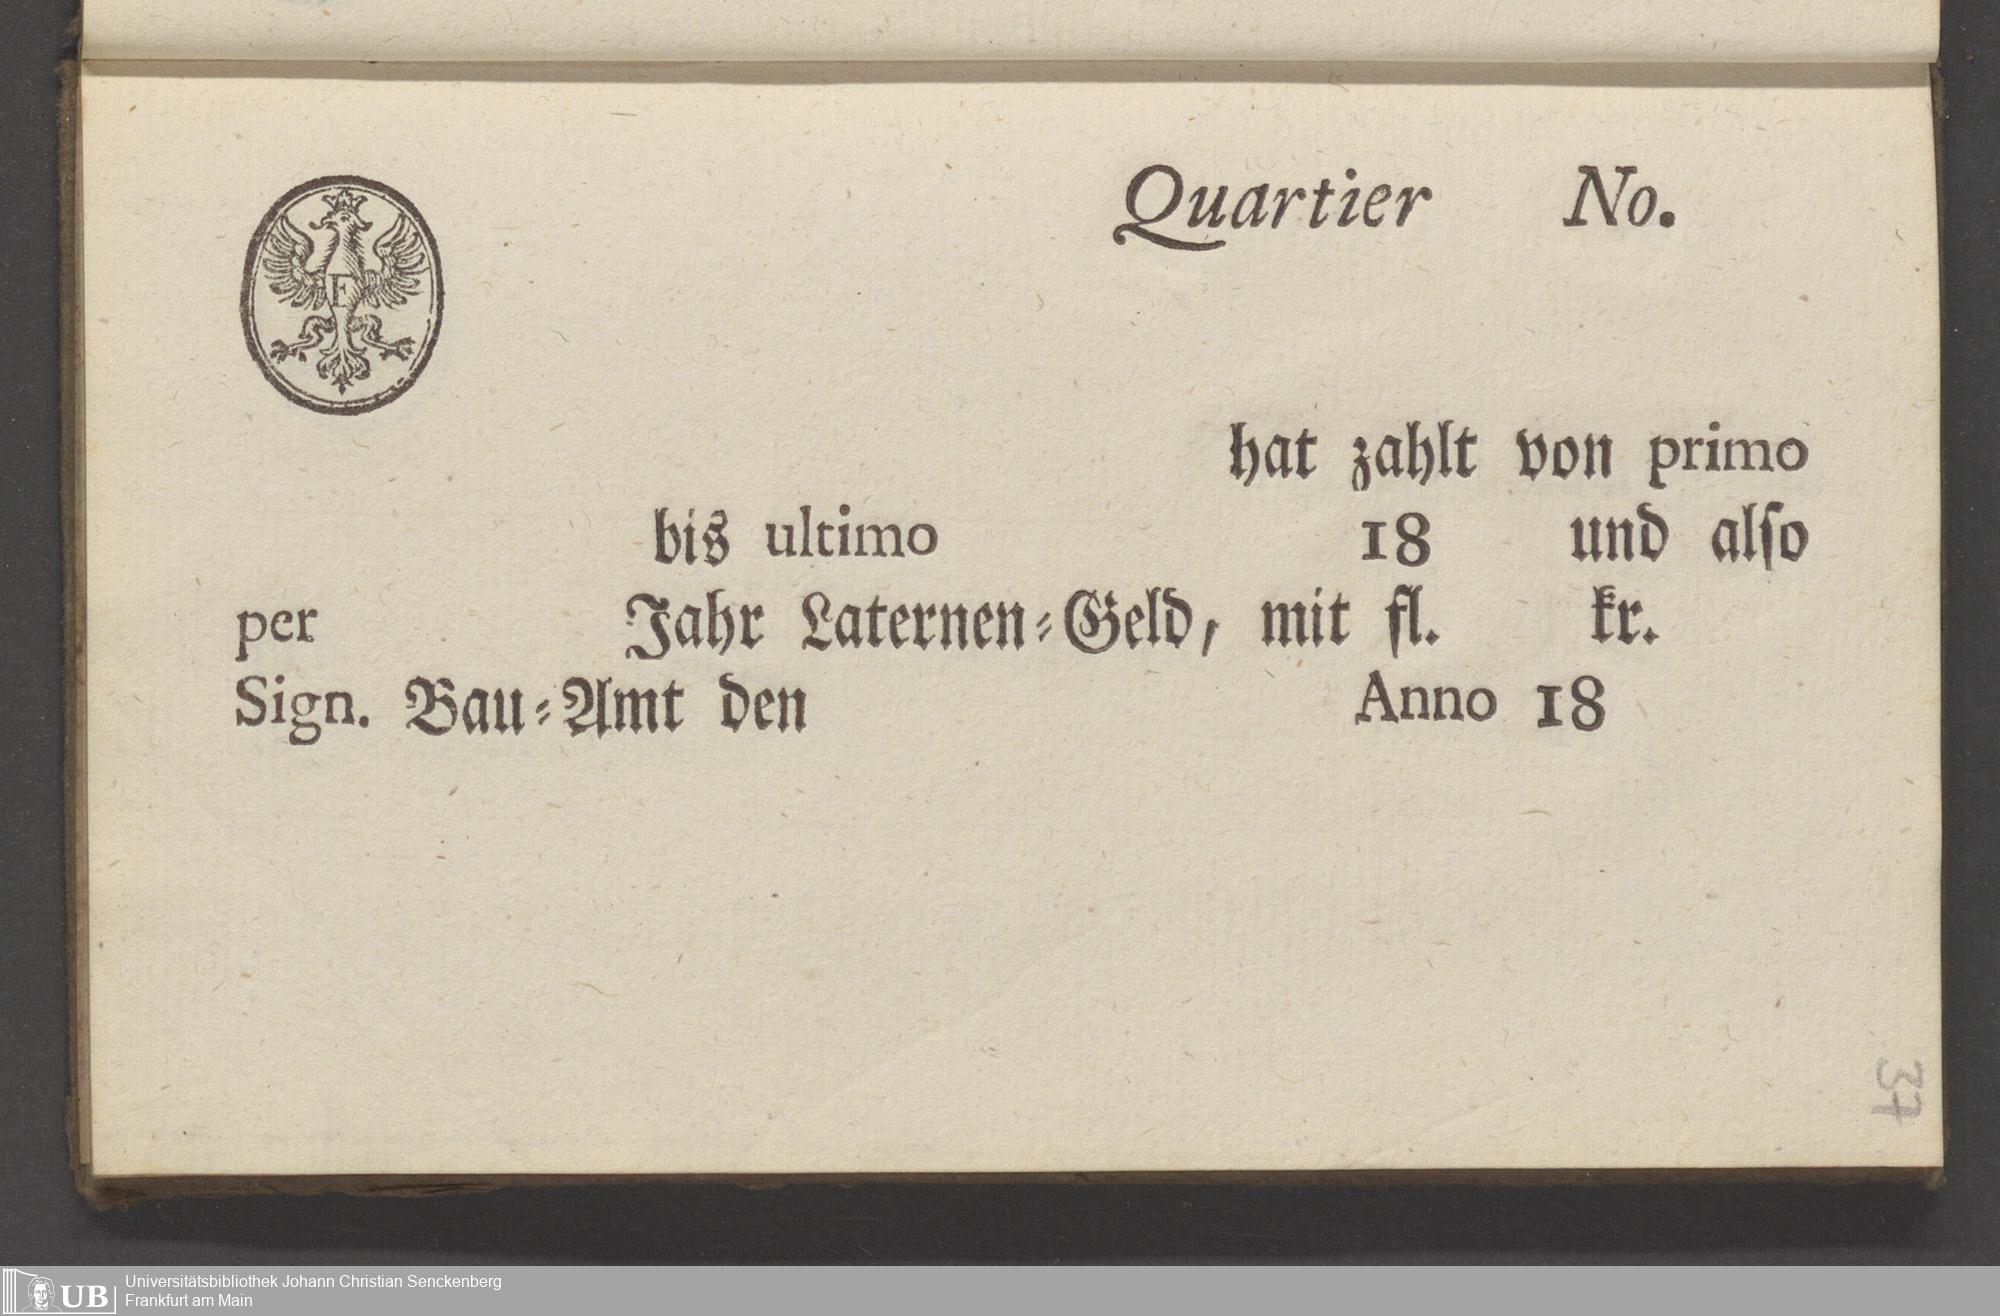 Quartier No.
F
hat zahlt von primo
bis ultimo 18 und also
per Jahr Laternen-Geld, mit fl. kr.
Sign. Bau-Amt den Anno 18
37
UB Universitätsbibliothek Johann Christian Senckenberg
Frankfurt am Main